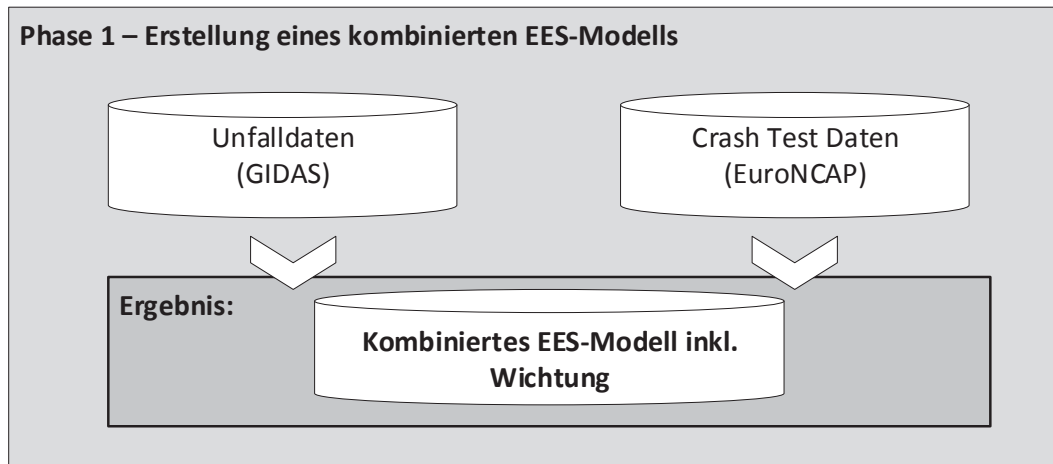 Phase 1 – Erstellung eines kombinierten EES-Modells
Unfalldaten
(GIDAS)
Crash Test Daten
(EuroNCAP)
Ergebnis:
Kombiniertes EES-Modell inkl.
Wichtung